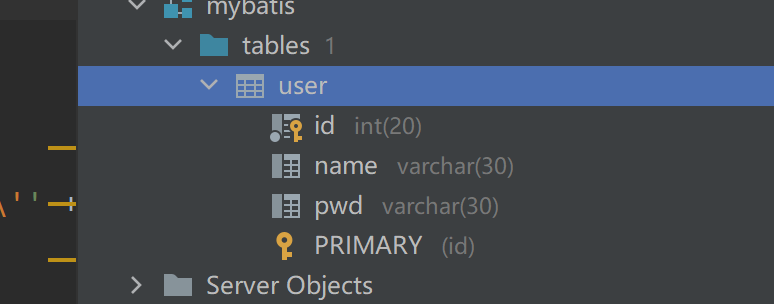 mybatis
tables 1
user
id int(20)
name varchar(30)
pwd varchar(30)
PRIMARY (id)
Server Objects